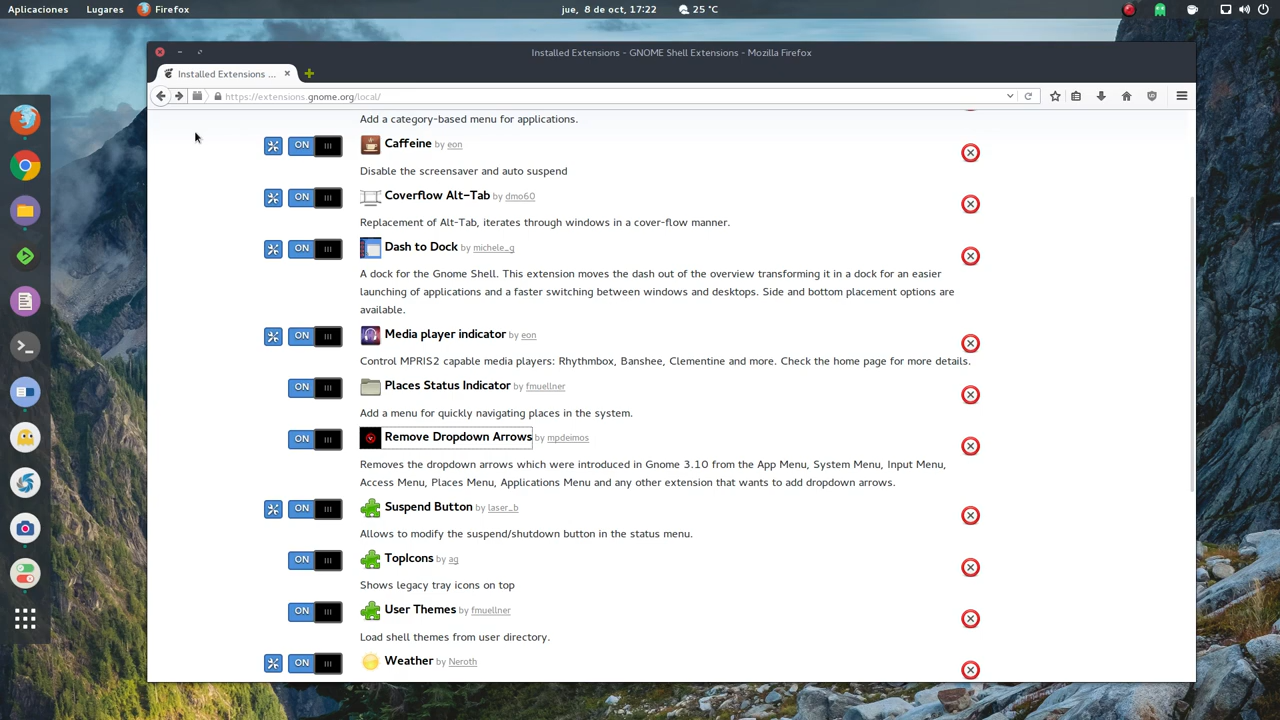 Aplicaciones Lugares Firefox jue, 8 de oct, 17:22 25 °C
Installed Extensions - GNOME Shell Extensions - Mozilla Firefox
Installed Extensions ...
https://extensions.gnome.org/local/
Add a category-based menu for applications.
ON Caffeine by eon
Disable the screensaver and auto suspend
ON Coverflow Alt-Tab by dmo60
Replacement of Alt-Tab, iterates through windows in a cover-flow manner.
ON Dash to Dock by michele_g
A dock for the Gnome Shell. This extension moves the dash out of the overview transforming it in a dock for an easier
launching of applications and a faster switching between windows and desktops. Side and bottom placement options are
available.
ON Media player indicator by eon
Control MPRIS2 capable media players: Rhythmbox, Banshee, Clementine and more. Check the home page for more details.
ON Places Status Indicator by fmuellner
Add a menu for quickly navigating places in the system.
ON Remove Dropdown Arrows by mpdeimos
Removes the dropdown arrows which were introduced in Gnome 3.10 from the App Menu, System Menu, Input Menu,
Access Menu, Places Menu, Applications Menu and any other extension that wants to add dropdown arrows.
ON Suspend Button by laser_b
Allows to modify the suspend/shutdown button in the status menu.
ON TopIcons by ag
Shows legacy tray icons on top
ON User Themes by fmuellner
Load shell themes from user directory.
ON Weather by Neroth